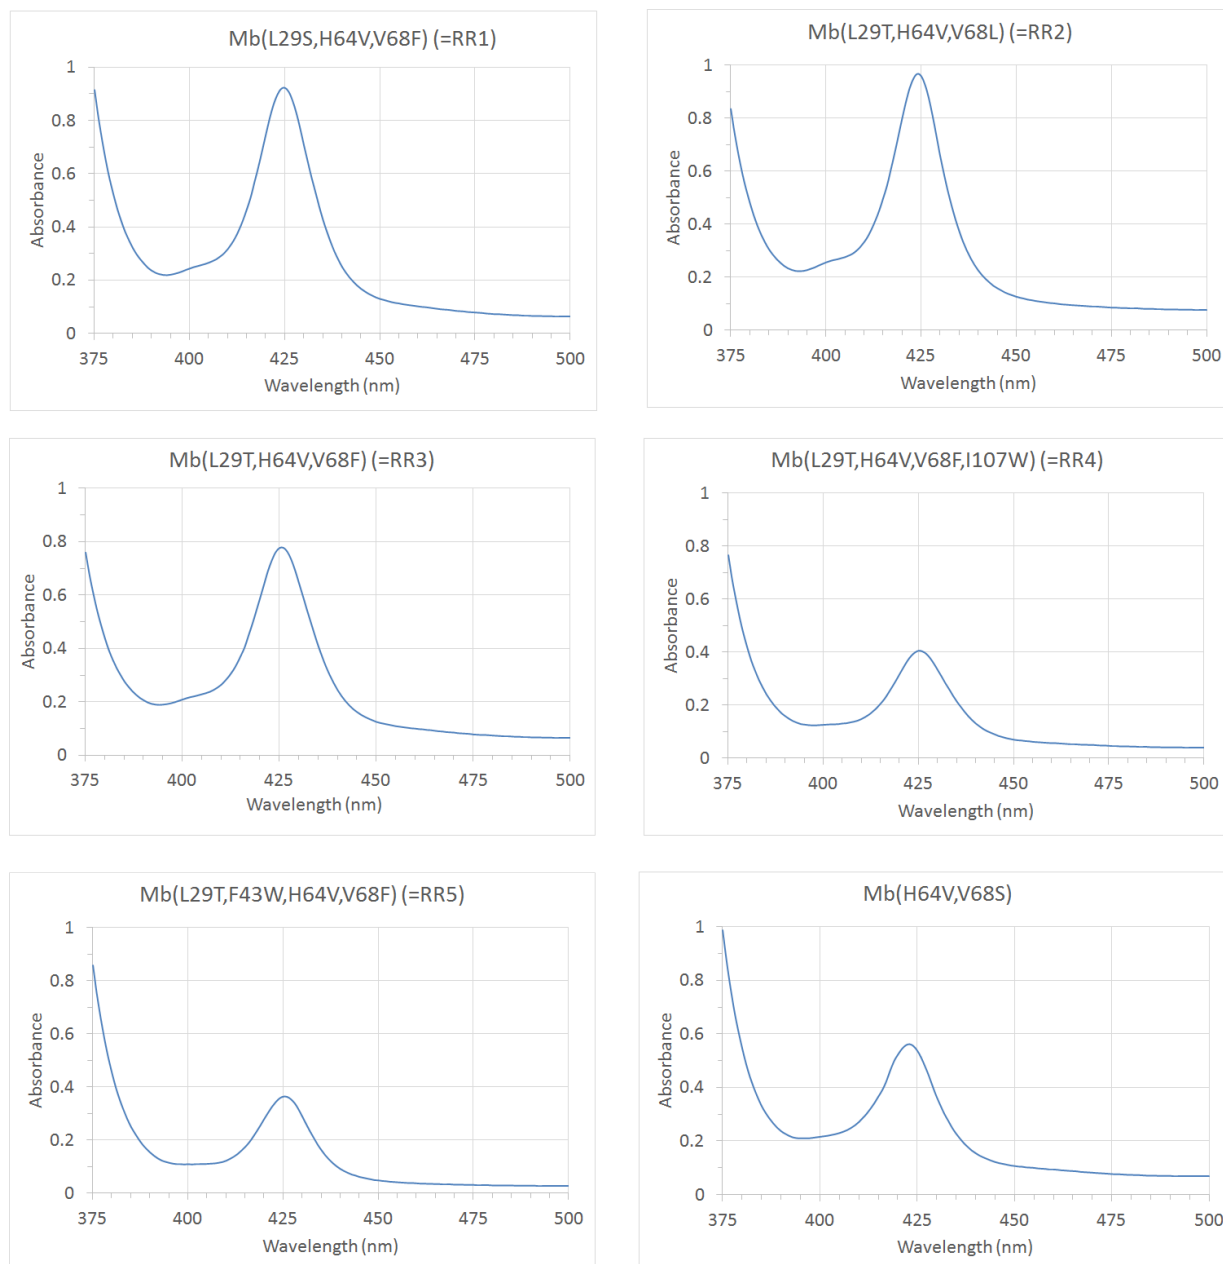 Mb(L29S,H64V,V68F) (=RR1)
1
0.8
0.6
0.4
0.2
0
Absorbance
375 400 425 450 475 500
Wavelength (nm)
Mb(L29T,H64V,V68L) (=RR2)
1
0.8
0.6
0.4
0.2
0
Absorbance
375 400 425 450 475 500
Wavelength (nm)
Mb(L29T,H64V,V68F) (=RR3)
1
0.8
0.6
0.4
0.2
0
Absorbance
375 400 425 450 475 500
Wavelength (nm)
Mb(L29T,H64V,V68F,I107W) (=RR4)
1
0.8
0.6
0.4
0.2
0
Absorbance
375 400 425 450 475 500
Wavelength (nm)
Mb(L29T,F43W,H64V,V68F) (=RR5)
1
0.8
0.6
0.4
0.2
0
Absorbance
375 400 425 450 475 500
Wavelength (nm)
Mb(H64V,V68S)
1
0.8
0.6
0.4
0.2
0
Absorbance
375 400 425 450 475 500
Wavelength (nm)